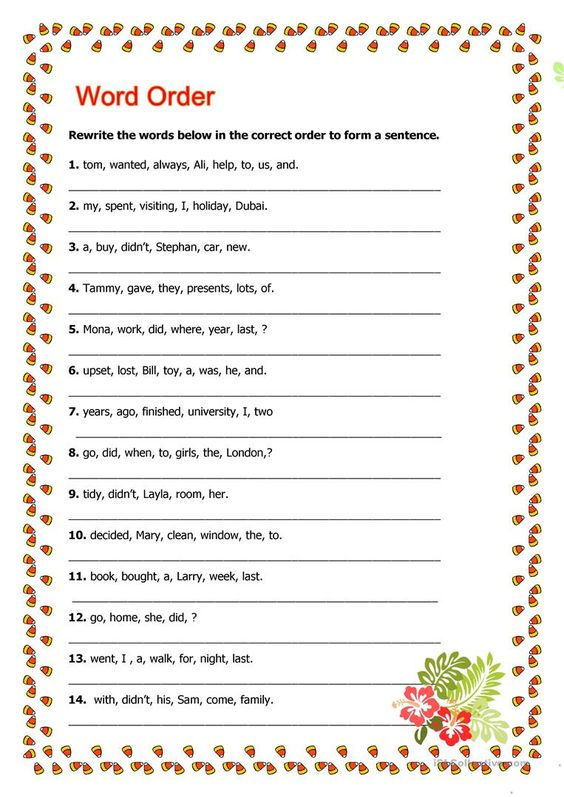 Word Order
Rewrite the words below in the correct order to form a sentence.
1. tom, wanted, always, Ali, help, to, us, and.
2. my, spent, visiting, I, holiday, Dubai.
3. a, buy, didn't, Stephan, car, new.
4. Tammy, gave, they, presents, lots, of.
5. Mona, work, did, where, year, last, ?
6. upset, lost, Bill, toy, a, was, he, and.
7. years, ago, finished, university, I, two
8. go, did, when, to, girls, the, London,?
9. tidy, didn't, Layla, room, her.
10. decided, Mary, clean, window, the, to.
11. book, bought, a, Larry, week, last.
12. go, home, she, did, ?
13. went, I , a, walk, for, night, last.
14. with, didn't, his, Sam, come, family.